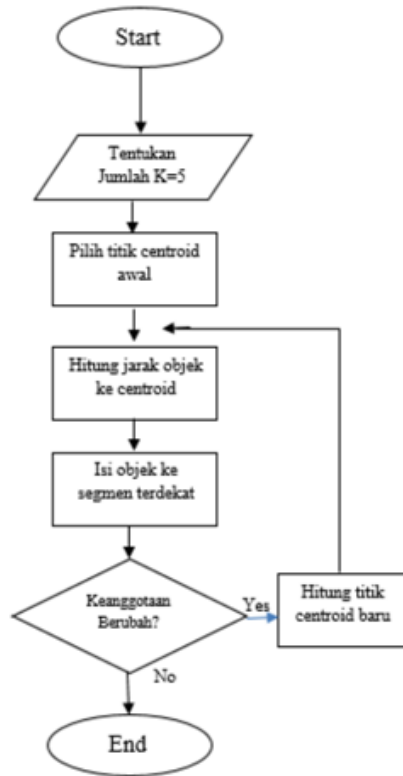 Start
Tentukan
Jumlah K=5
Pilih titik centroid
awal
Hitung jarak objek
ke centroid
Isi objek ke
segmen terdekat
Keanggotaan
Berubah?
Yes
Hitung titik
centroid baru
No
End